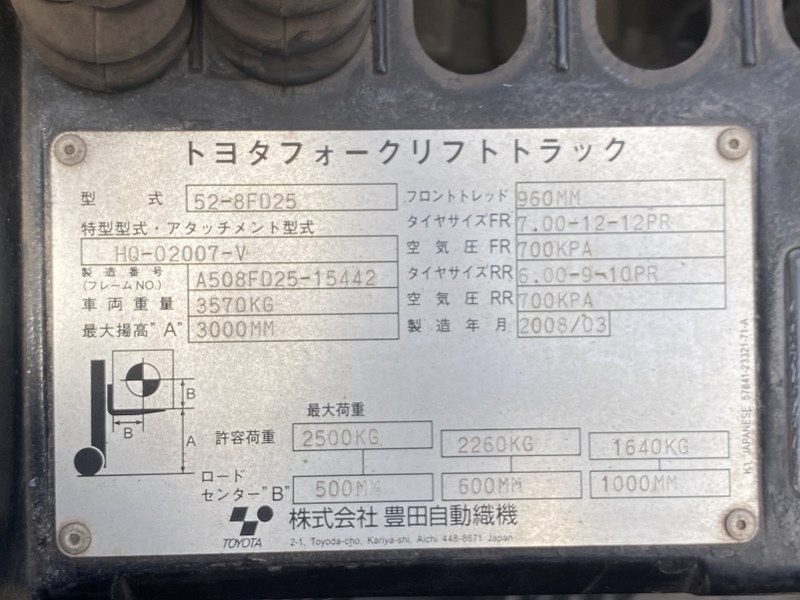 トヨタフォークリフトトラック
型式 52-8FD25 フロントトレッド 960MM
特型型式・アタッチメント型式 タイヤサイズFR 7.00-12-12PR
HQ-02007-V 空気圧FR 700KPA
製造番号 (フレームNO.) A508FD25-15442 タイヤサイズRR 6.00-9-10PR
車両重量 3570KG 空気圧RR 700KPA
最大揚高"A" 3000MM 製造年月 2008/03
B
B A
最大荷重
許容荷重 2500KG 2260KG 1640KG
ロードセンター"B" 500MM 600MM 1000MM
TOYOTA 株式会社 豊田自動織機
2-1, Toyoda-cho, Kariya-shi, Aichi 448-8671 Japan
K1 JAPANESE 57841-23321-71-A